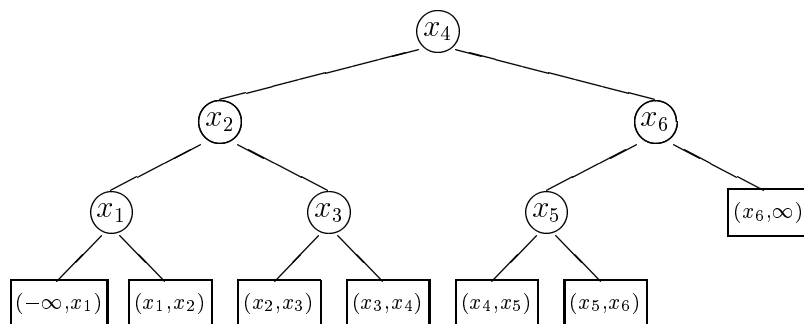 x₄
x₂ x₆
x₁ x₃ x₅ (x₆,∞)
(−∞,x₁) (x₁,x₂) (x₂,x₃) (x₃,x₄) (x₄,x₅) (x₅,x₆)